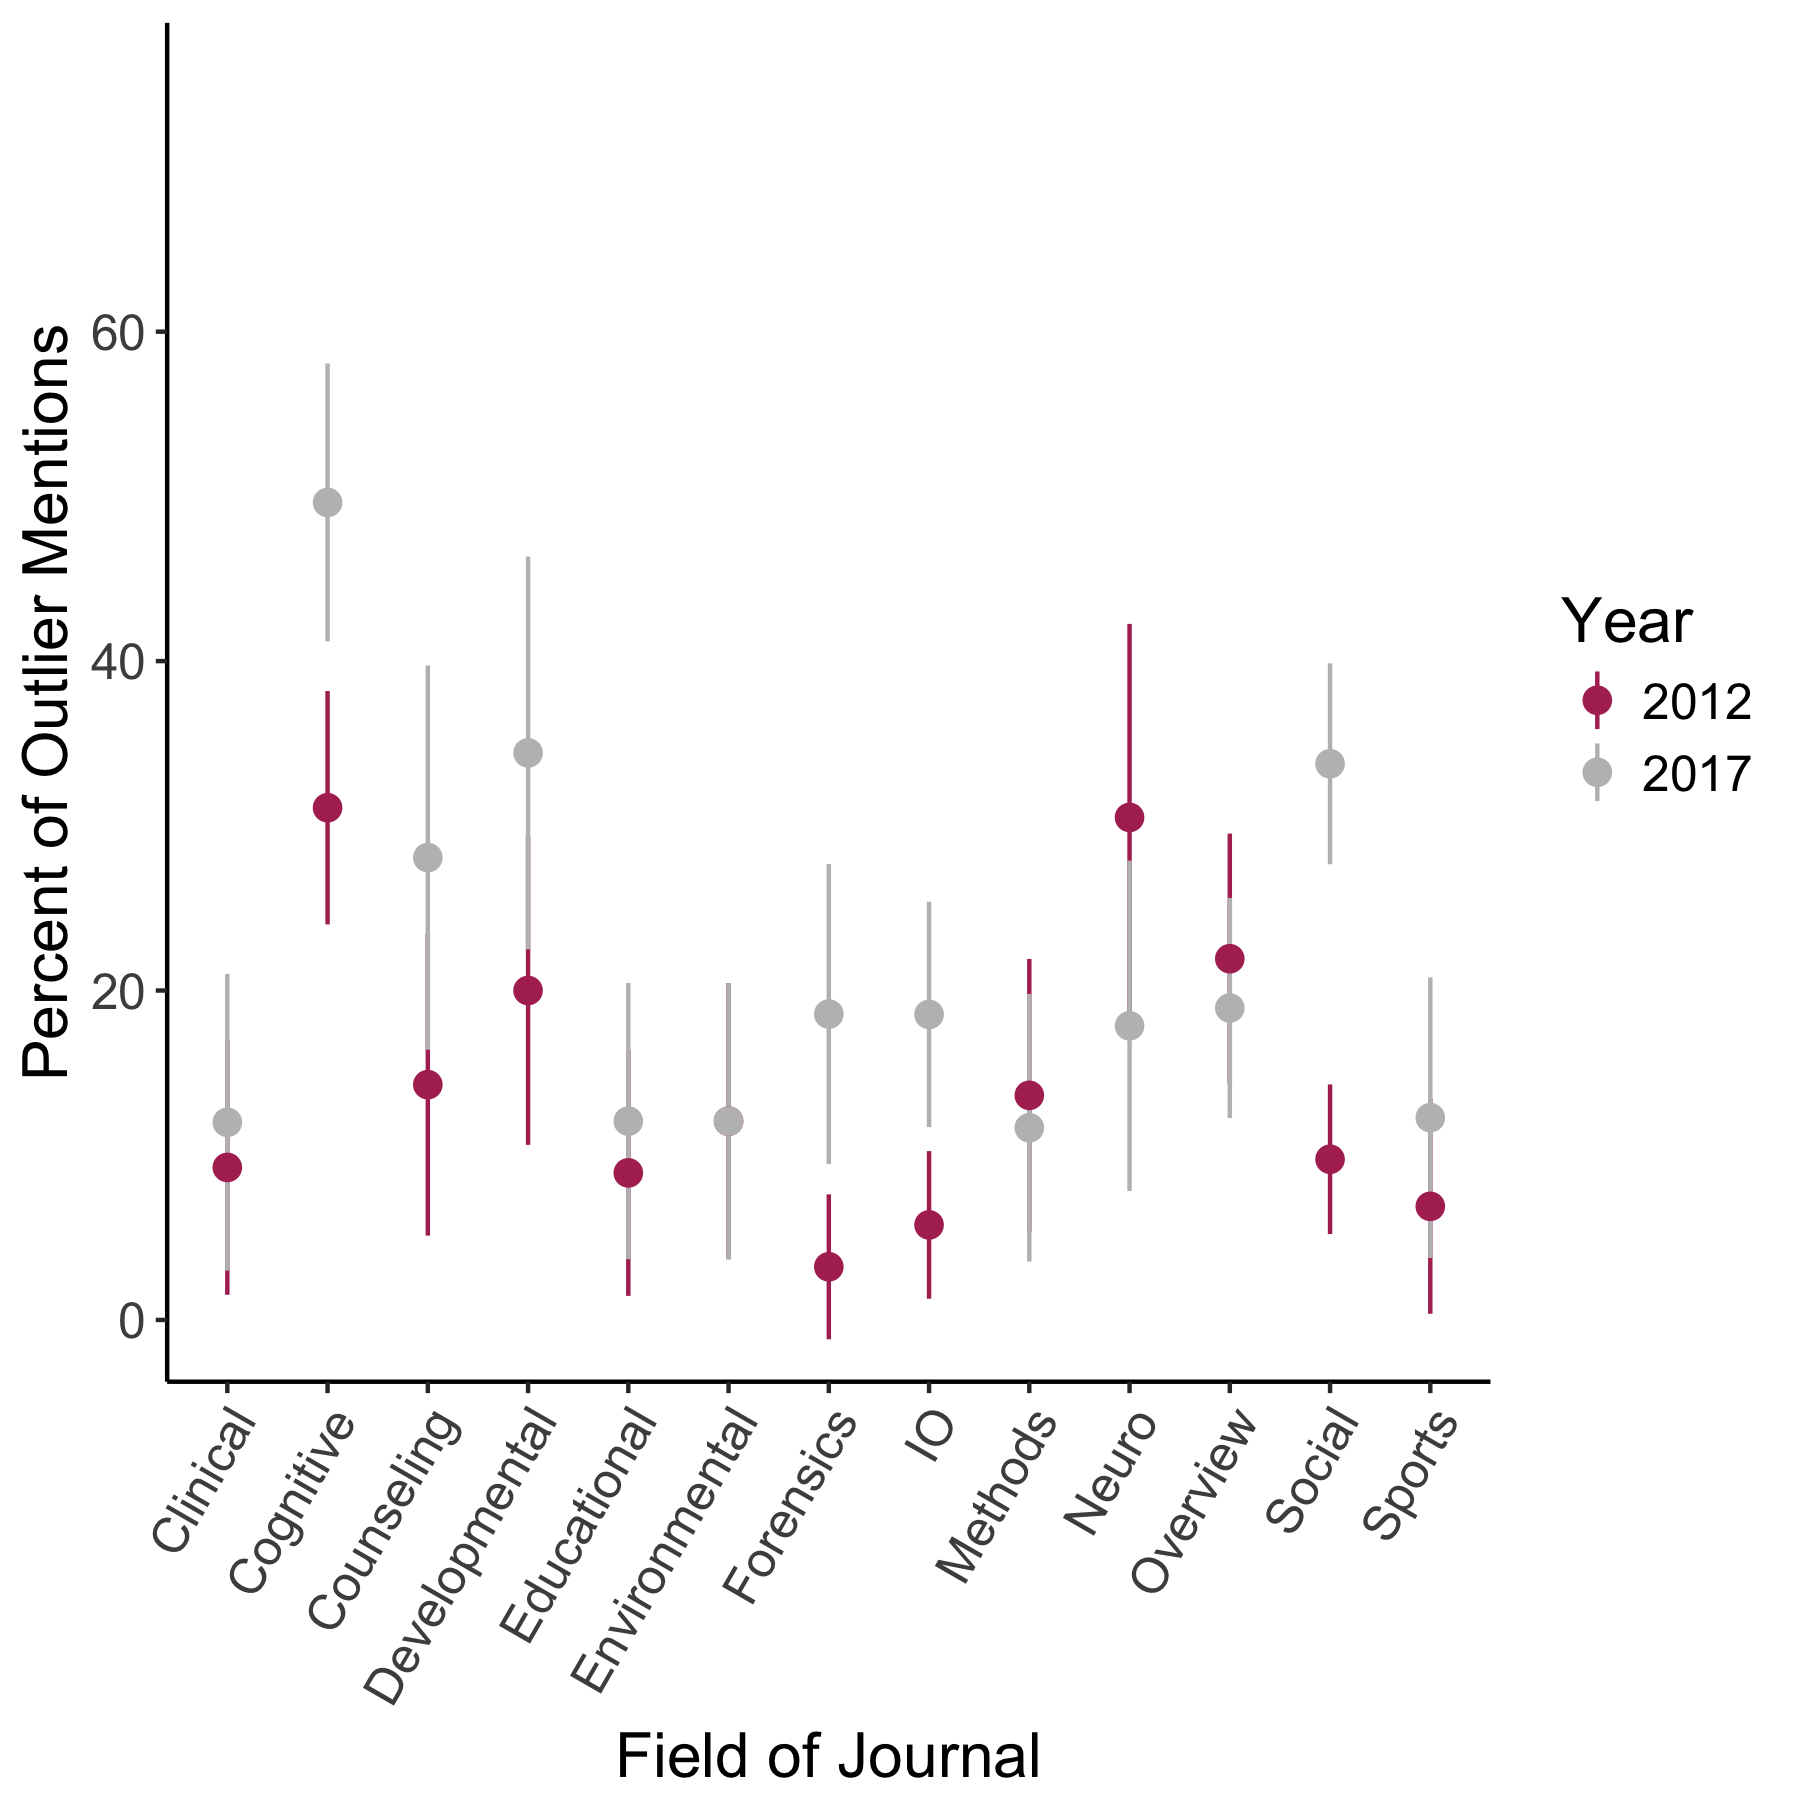 Percent of Outlier Mentions
60
40
20
0
Clinical
Cognitive
Counseling
Developmental
Educational
Environmental
Forensics
IO
Methods
Neuro
Overview
Social
Sports
Field of Journal
Year
2012
2017